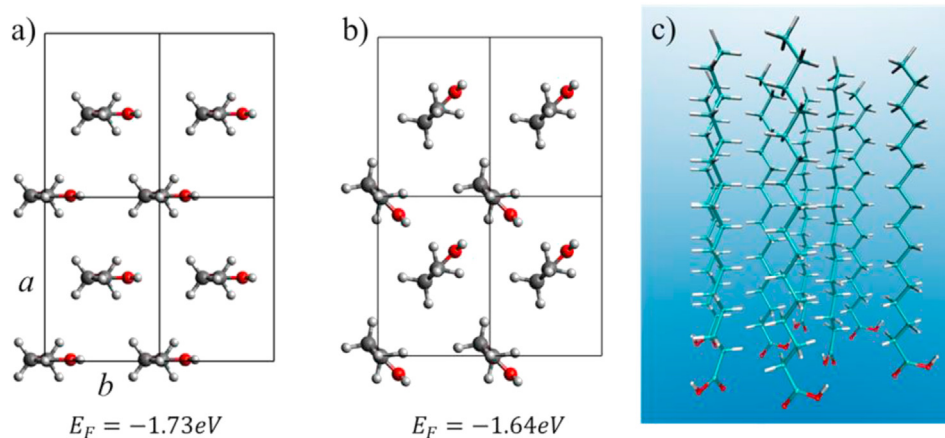 a)
b)
c)
a
b
E_F = −1.73eV
E_F = −1.64eV